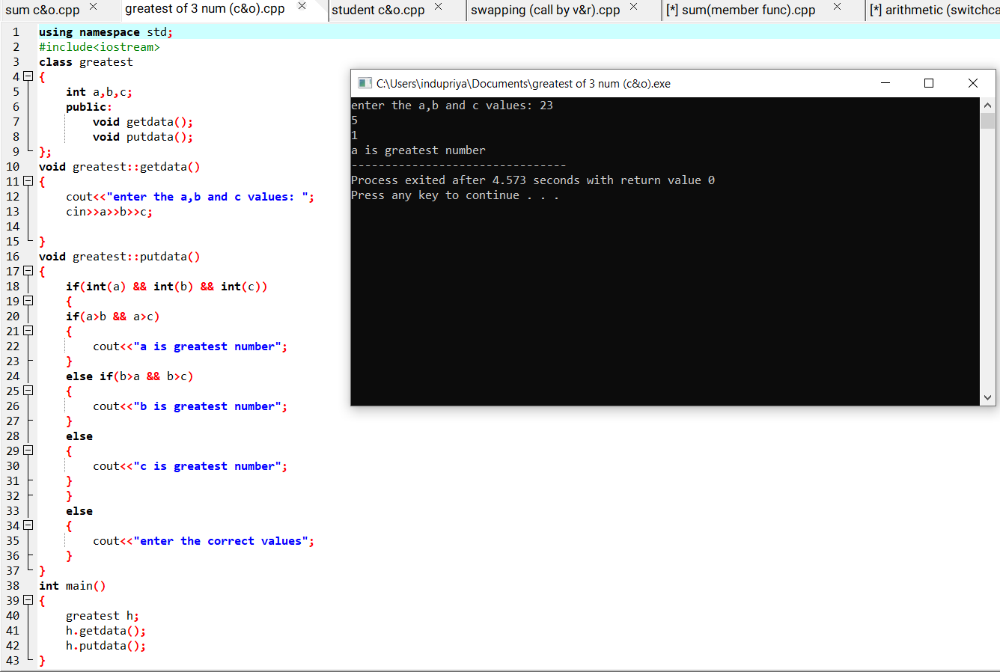 sum c&o.cpp greatest of 3 num (c&o).cpp student c&o.cpp swapping (call by v&r).cpp [*] sum(member func).cpp [*] arithmetic (switchca
1 using namespace std;
2 #include<iostream>
3 class greatest
4 {
5 int a,b,c;
6 public:
7 void getdata();
8 void putdata();
9 };
10 void greatest::getdata()
11 {
12 cout<<"enter the a,b and c values: ";
13 cin>>a>>b>>c;
14
15 }
16 void greatest::putdata()
17 {
18 if(int(a) && int(b) && int(c))
19 {
20 if(a>b && a>c)
21 {
22 cout<<"a is greatest number";
23 }
24 else if(b>a && b>c)
25 {
26 cout<<"b is greatest number";
27 }
28 else
29 {
30 cout<<"c is greatest number";
31 }
32 }
33 else
34 {
35 cout<<"enter the correct values";
36 }
37 }
38 int main()
39 {
40 greatest h;
41 h.getdata();
42 h.putdata();
43 }
C:\Users\indupriya\Documents\greatest of 3 num (c&o).exe
enter the a,b and c values: 23
5
1
a is greatest number
--------------------------------
Process exited after 4.573 seconds with return value 0
Press any key to continue . . .